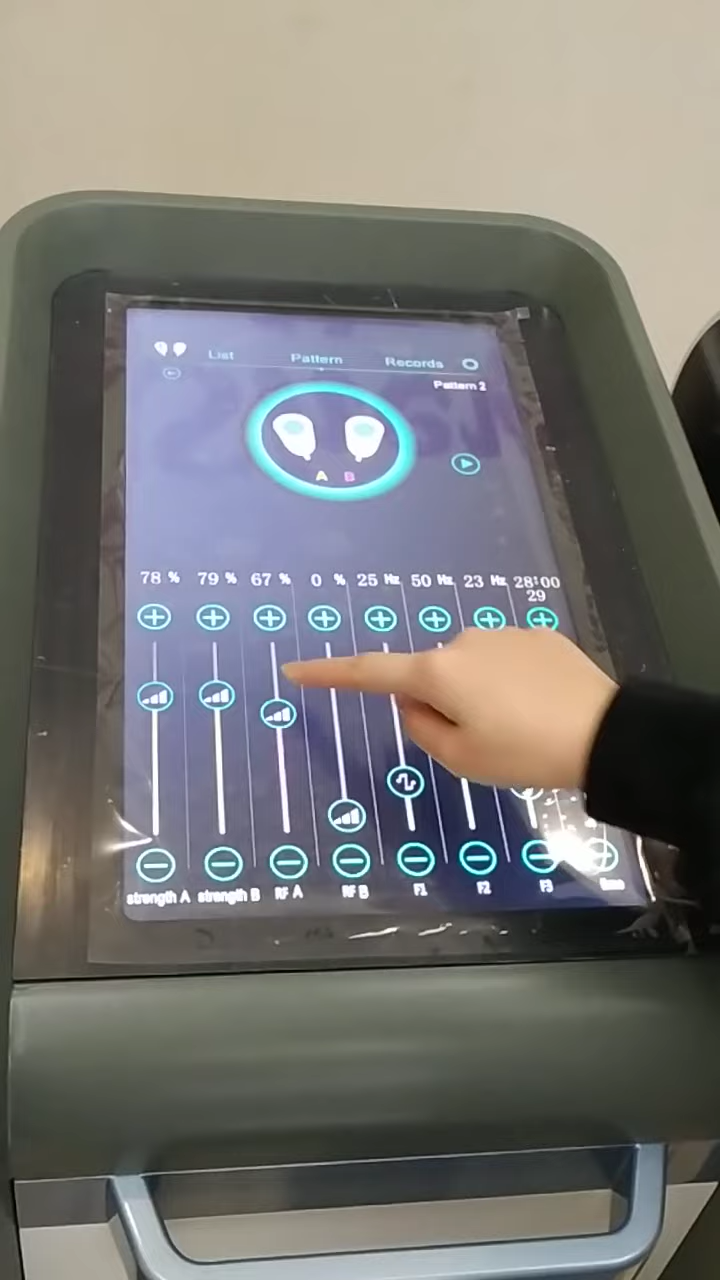 List Pattern Records
Pattern 2
A B
78 % 79 % 67 % 0 % 25 Hz 50 Hz 23 Hz 28:00
29
strength A strength B RF A RF B F1 F2 F3